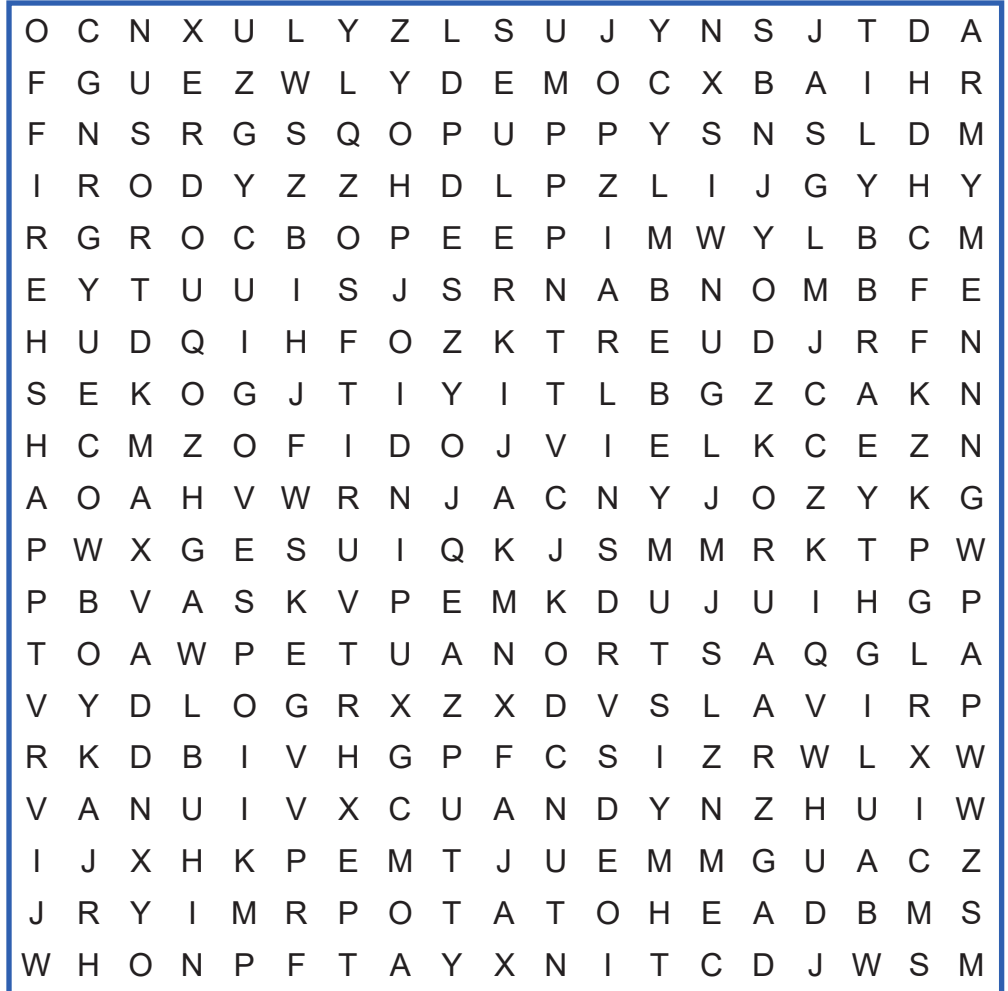 O C N X U L Y Z L S U J Y N S J T D A
F G U E Z W L Y D E M O C X B A I H R
F N S R G S Q O P U P P Y S N S L D M
I R O D Y Z Z H D L P Z L I J G Y H Y
R G R O C B O P E E P I M W Y L B C M
E Y T U U I S J S R N A B N O M B F E
H U D Q I H F O Z K T R E U D J R F N
S E K O G J T I Y I T L B G Z C A K N
H C M Z O F I D O J V I E L K C E Z N
A O A H V W R N J A C N Y J O Z Y K G
P W X G E S U I Q K J S M M R K T P W
P B V A S K V P E M K D U J U I H G P
T O A W P E T U A N O R T S A Q G L A
V Y D L O G R X Z X D V S L A V I R P
R K D B I V H G P F C S I Z R W L X W
V A N U I V X C U A N D Y N Z H U I W
I J X H K P E M T J U E M M G U A C Z
J R Y I M R P O T A T O H E A D B M S
W H O N P F T A Y X N I T C D J W S M